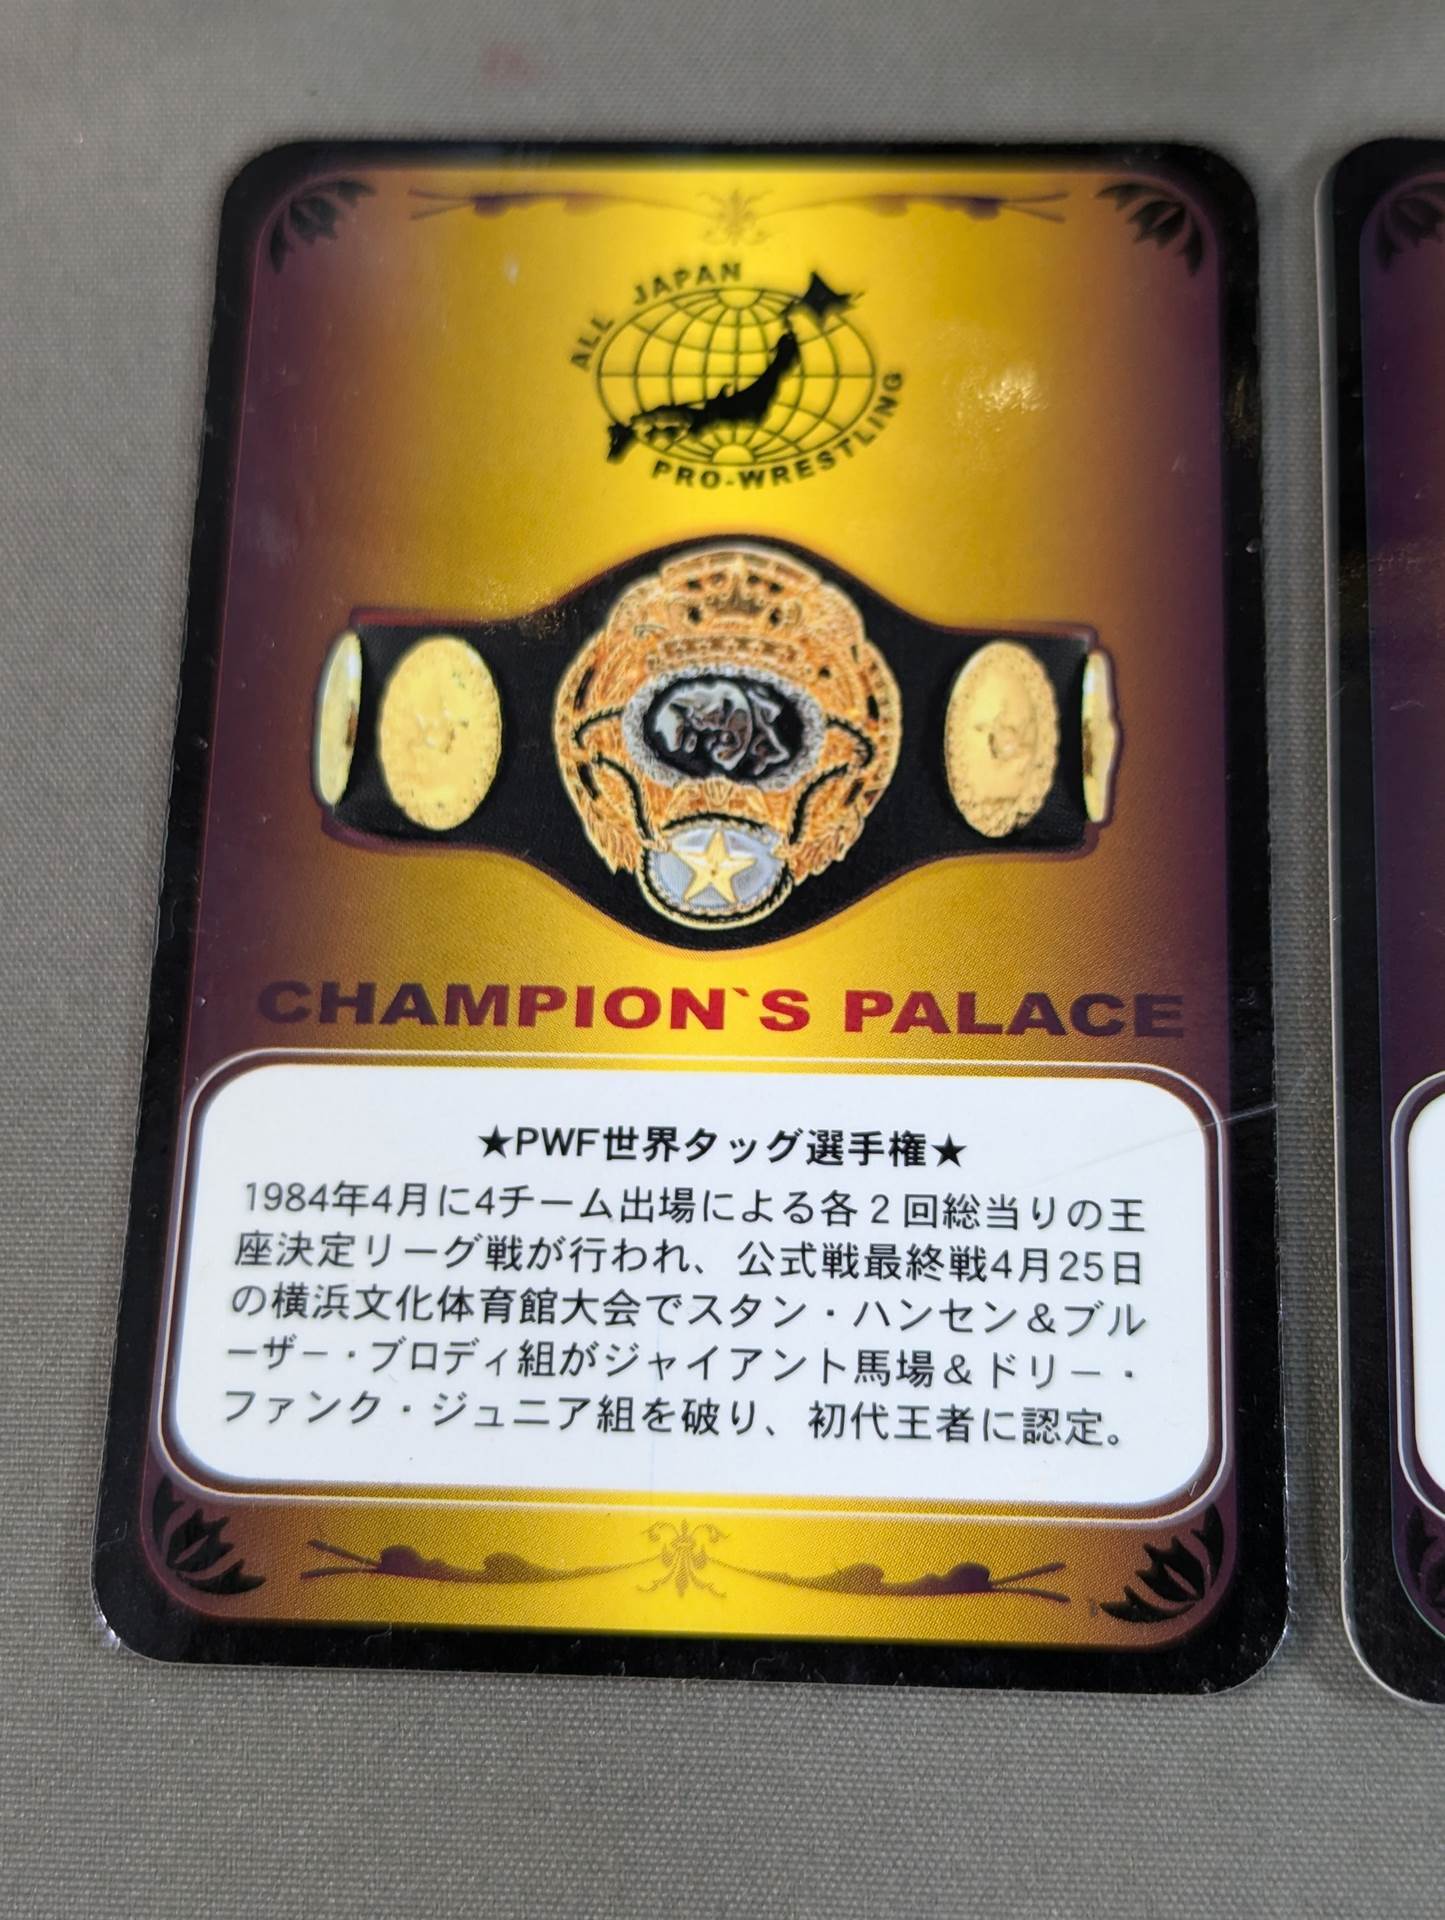 ALL JAPAN
PRO-WRESTLING
CHAMPION`S PALACE
★PWF世界タッグ選手権★
1984年4月に4チーム出場による各２回総当りの王
座決定リーグ戦が行われ、公式戦最終戦4月25日
の横浜文化体育館大会でスタン・ハンセン＆ブル
ーザー・ブロディ組がジャイアント馬場＆ドリー・
ファンク・ジュニア組を破り、初代王者に認定。